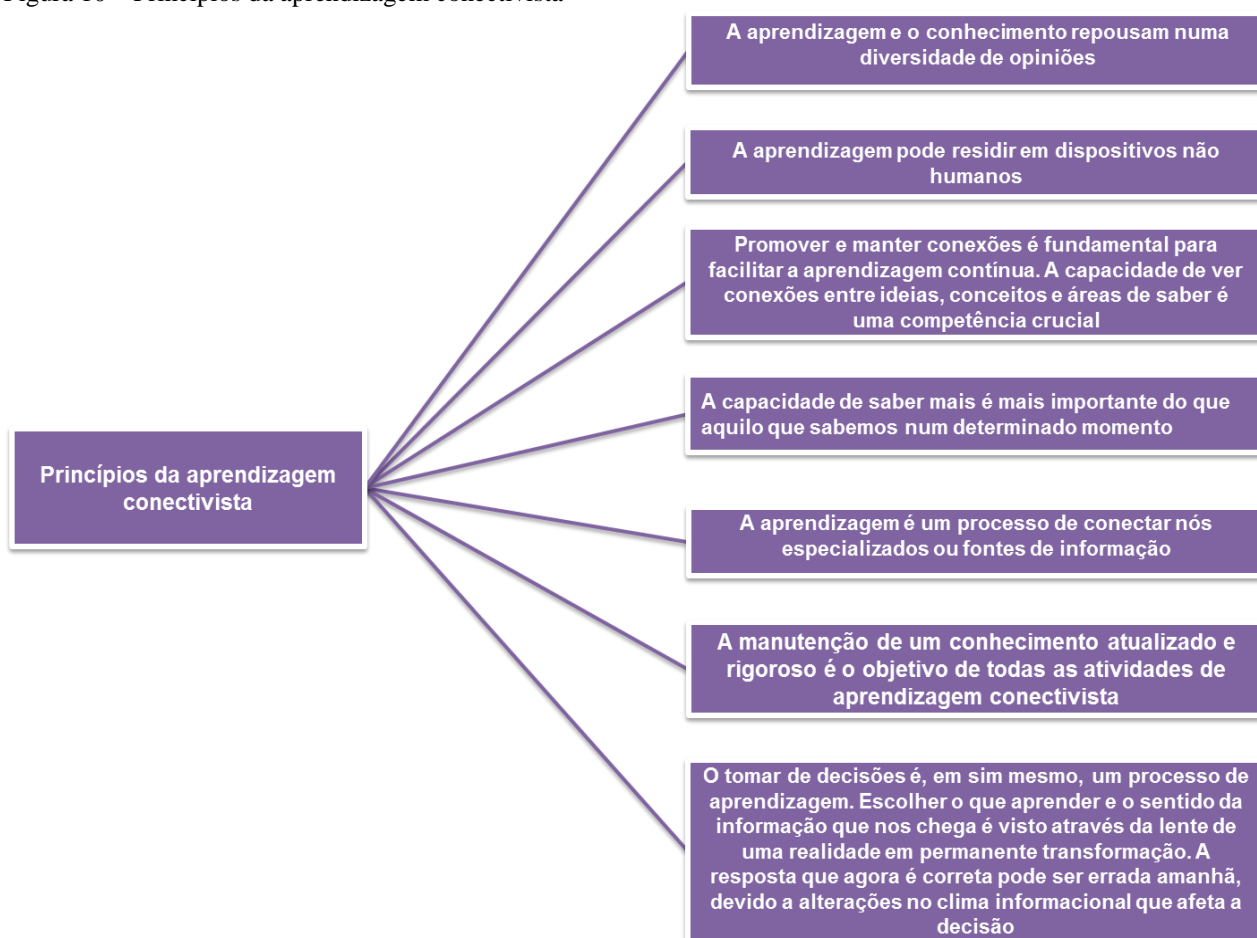 Figura 10 – Princípios da aprendizagem conectivista
A aprendizagem e o conhecimento repousam numa
diversidade de opiniões
A aprendizagem pode residir em dispositivos não
humanos
Promover e manter conexões é fundamental para
facilitar a aprendizagem contínua. A capacidade de ver
conexões entre ideias, conceitos e áreas de saber é
uma competência crucial
A capacidade de saber mais é mais importante do que
aquilo que sabemos num determinado momento
Princípios da aprendizagem
conectivista
A aprendizagem é um processo de conectar nós
especializados ou fontes de informação
A manutenção de um conhecimento atualizado e
rigoroso é o objetivo de todas as atividades de
aprendizagem conectivista
O tomar de decisões é, em sim mesmo, um processo de
aprendizagem. Escolher o que aprender e o sentido da
informação que nos chega é visto através da lente de
uma realidade em permanente transformação. A
resposta que agora é correta pode ser errada amanhã,
devido a alterações no clima informacional que afeta a
decisão